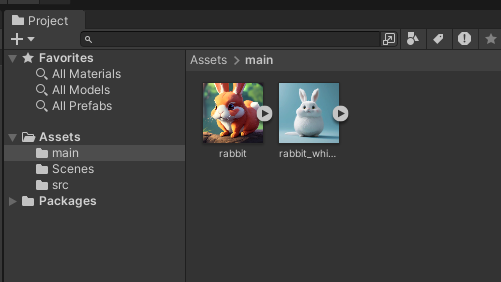 Project
Favorites
All Materials
All Models
All Prefabs
Assets
main
Scenes
src
Packages
Assets > main
rabbit
rabbit_whi...